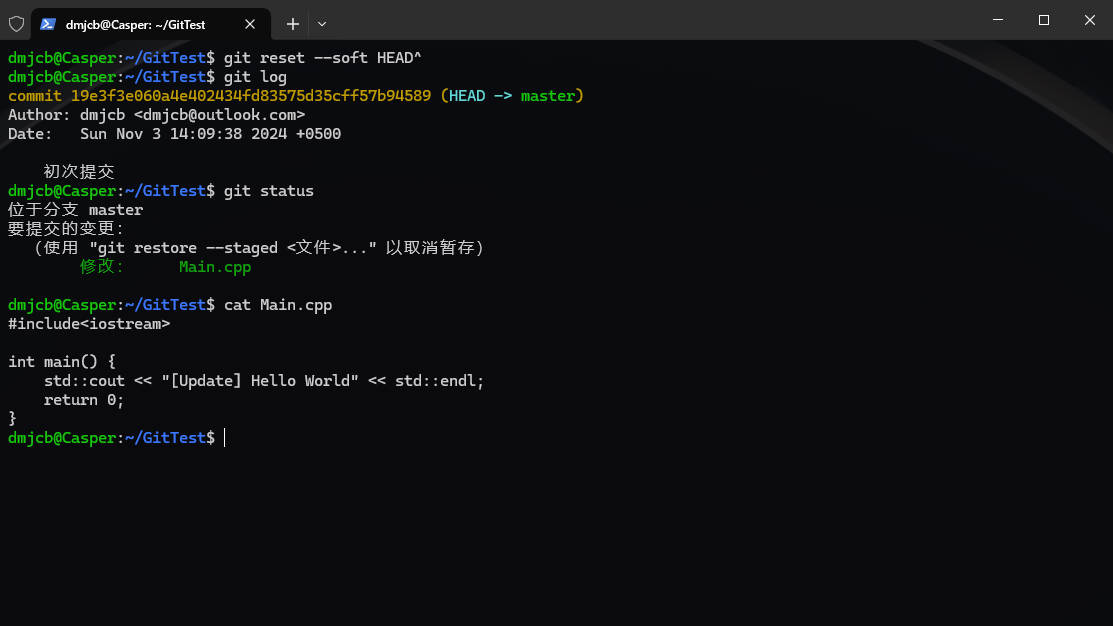 dmjcb@Casper: ~/GitTest
dmjcb@Casper:~/GitTest$ git reset --soft HEAD^
dmjcb@Casper:~/GitTest$ git log
commit 19e3f3e060a4e402434fd83575d35cff57b94589 (HEAD -> master)
Author: dmjcb <dmjcb@outlook.com>
Date:   Sun Nov 3 14:09:38 2024 +0500
    初次提交
dmjcb@Casper:~/GitTest$ git status
位于分支 master
要提交的变更：
  （使用 "git restore --staged <文件>..." 以取消暂存）
        修改：     Main.cpp
dmjcb@Casper:~/GitTest$ cat Main.cpp
#include<iostream>
int main() {
    std::cout << "[Update] Hello World" << std::endl;
    return 0;
}
dmjcb@Casper:~/GitTest$